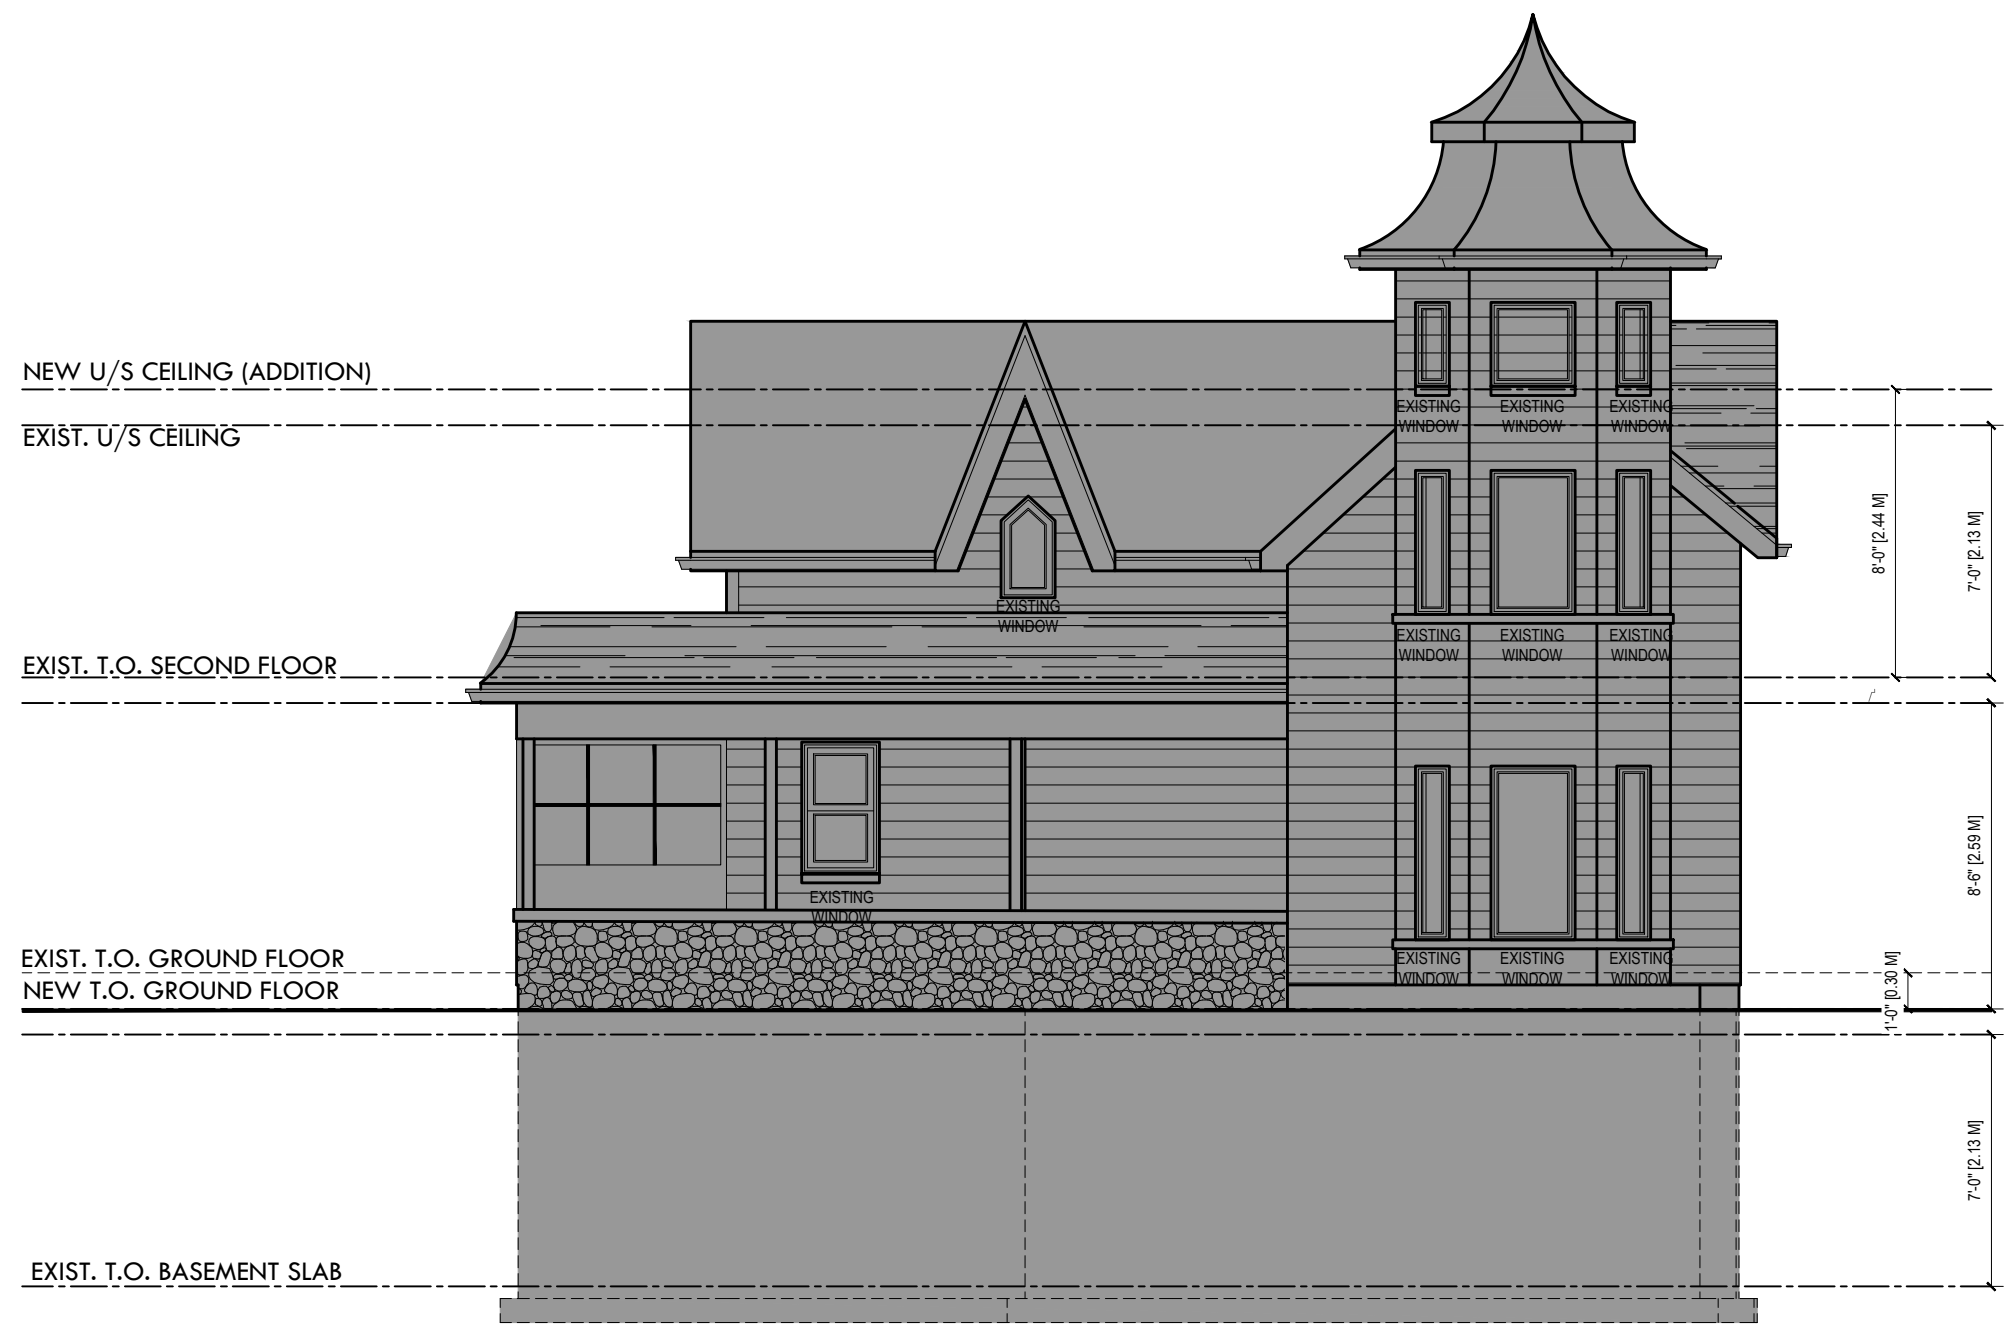 NEW U/S CEILING (ADDITION)
EXISTING EXISTING EXISTING
WINDOW WINDOW WINDOW
EXIST. U/S CEILING
8'-0" [2.44 M]
7'-0" [2.13 M]
EXISTING
WINDOW
EXISTING EXISTING EXISTING
WINDOW WINDOW WINDOW
EXIST. T.O. SECOND FLOOR
8'-6" [2.59 M]
EXISTING
WINDOW
EXIST. T.O. GROUND FLOOR
EXISTING EXISTING EXISTING
WINDOW WINDOW WINDOW
NEW T.O. GROUND FLOOR
1'-0" [0.30 M]
7'-0" [2.13 M]
EXIST. T.O. BASEMENT SLAB